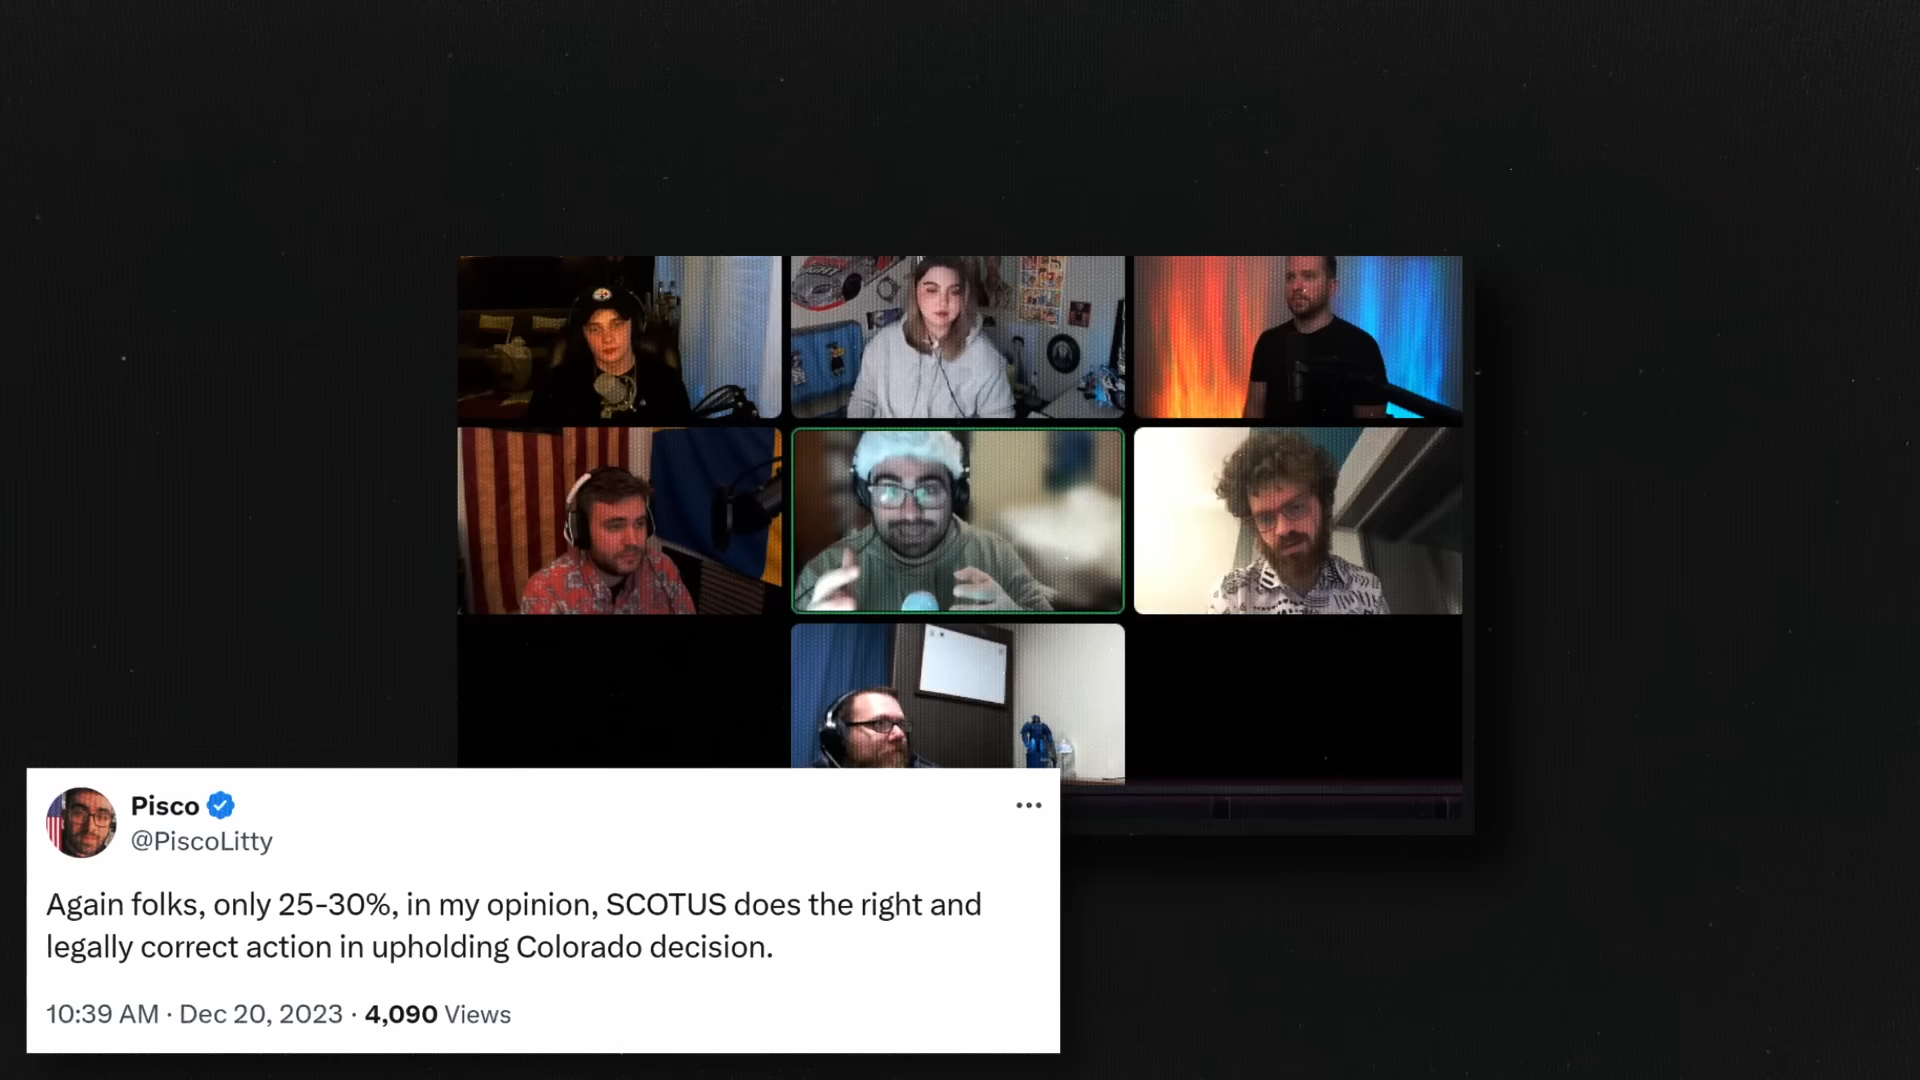 Pisco
@PiscoLitty
Again folks, only 25-30%, in my opinion, SCOTUS does the right and
legally correct action in upholding Colorado decision.
10:39 AM · Dec 20, 2023 · 4,090 Views